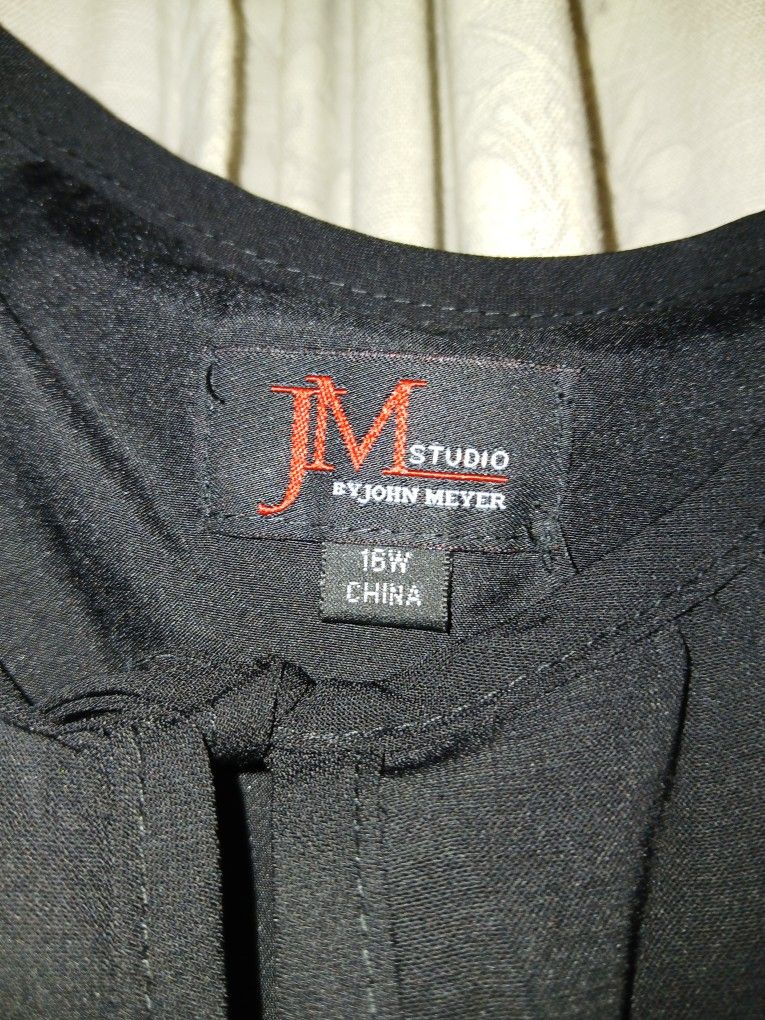 JM STUDIO
BY JOHN MEYER
16W
CHINA